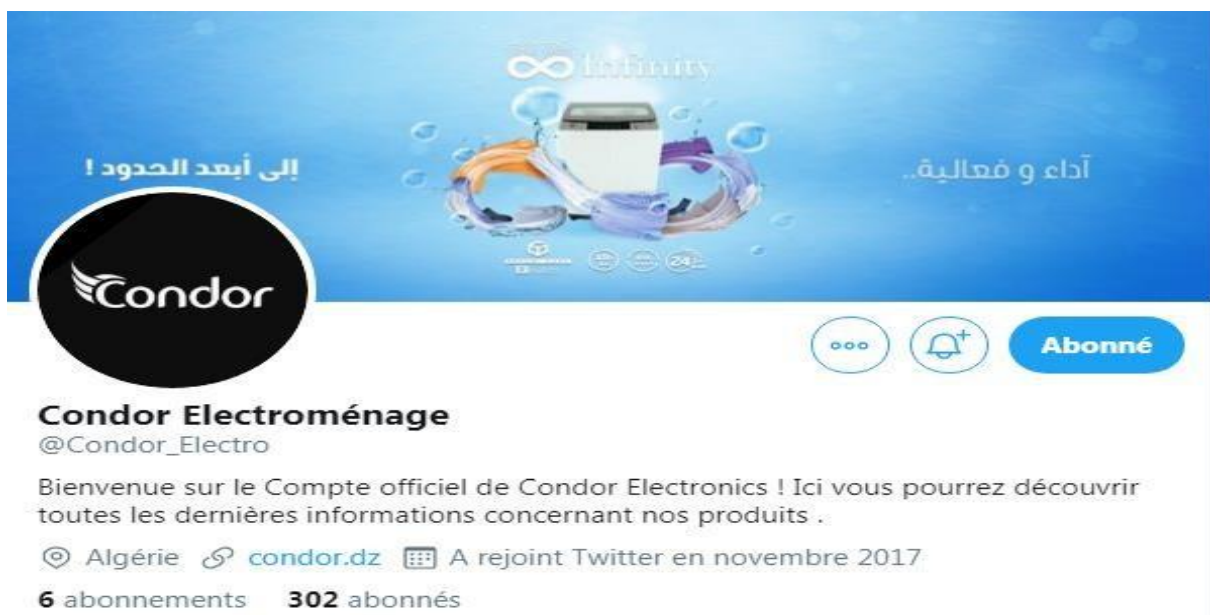 ∞ Infinity
آداء و فعالية..
إلى أبعد الحدود !
24
Condor
Abonné
Condor Electroménage
@Condor_Electro
Bienvenue sur le Compte officiel de Condor Electronics ! Ici vous pourrez découvrir
toutes les dernières informations concernant nos produits .
Algérie condor.dz A rejoint Twitter en novembre 2017
6 abonnements 302 abonnés